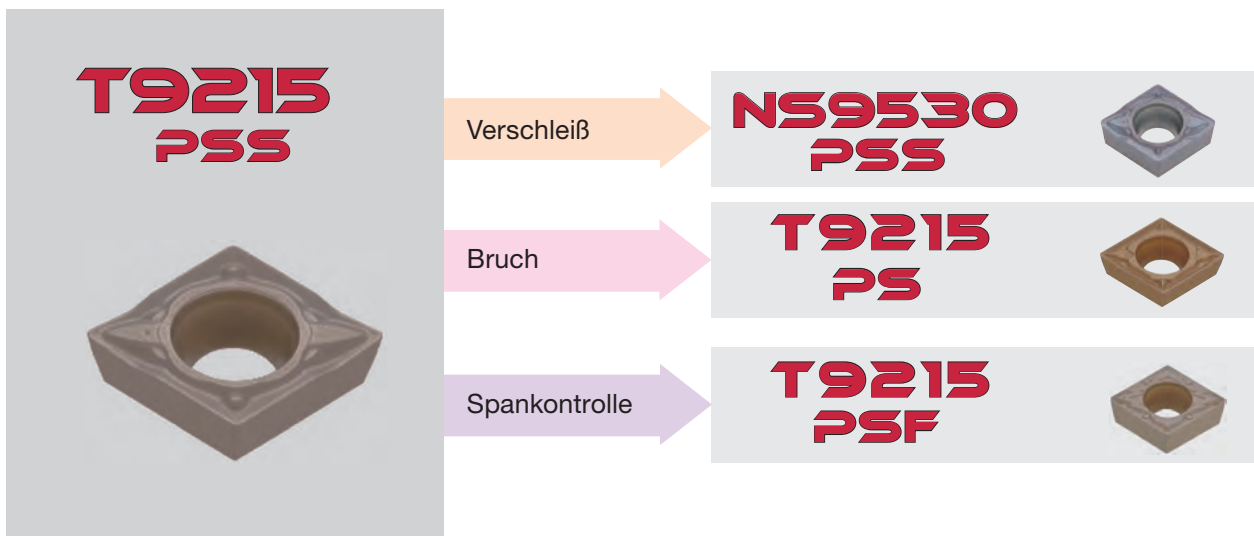 T9215
PSS
Verschleiß
NS9530
PSS
Bruch
T9215
PS
Spankontrolle
T9215
PSF